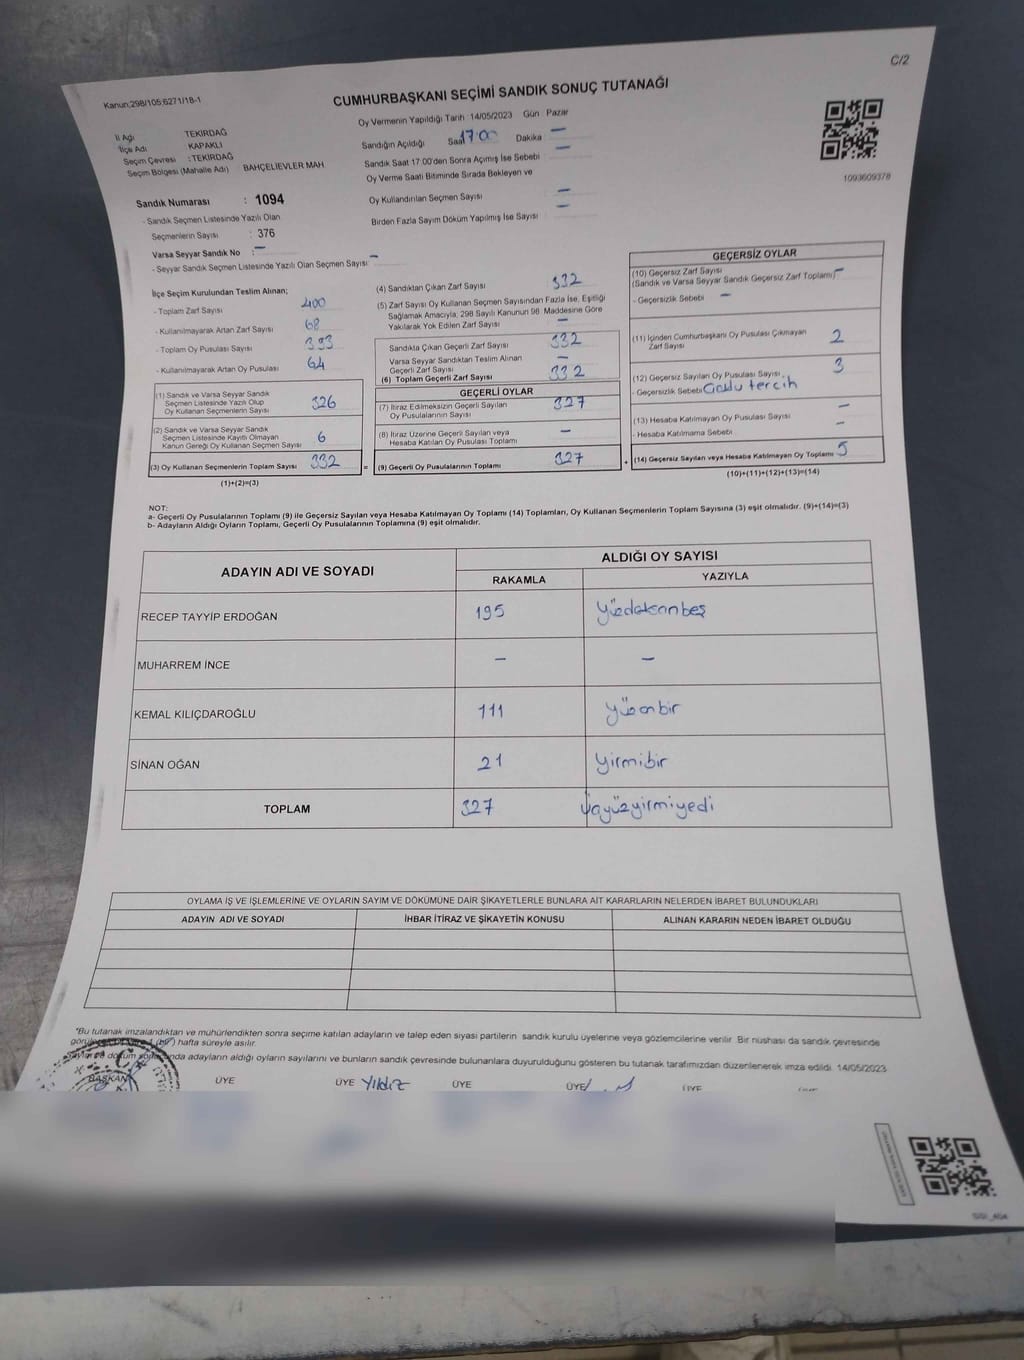 C/2
Kanun;298/105;6271/18-1
CUMHURBAŞKANI SEÇİMİ SANDIK SONUÇ TUTANAĞI
Oy Vermenin Yapıldığı Tarih :14/05/2023 Gün Pazar
İl Adı TEKİRDAĞ
İlçe Adı KAPAKLI
Seçim Çevresi : TEKİRDAĞ
Seçim Bölgesi (Mahalle Adı) BAHÇELİEVLER MAH.
Sandık Numarası : 1094
- Sandık Seçmen Listesinde Yazılı Olan
Seçmenlerin Sayısı : 376
Varsa Seyyar Sandık No : -
- Seyyar Sandık Seçmen Listesinde Yazılı Olan Seçmen Sayısı: -
Sandığın Açıldığı Saat 17:00 Dakika -
Sandık Saat 17.00'den Sonra Açımış İse Sebebi -
Oy Verme Saati Bitiminde Sırada Bekleyen ve
Oy Kullandırılan Seçmen Sayısı -
Birden Fazla Sayım Döküm Yapılmış İse Sayısı -
1093609378
İlçe Seçim Kurulundan Teslim Alınan;
- Toplam Zarf Sayısı 400
- Kullanılmayarak Artan Zarf Sayısı 68
- Toplam Oy Pusulası Sayısı 393
- Kullanılmayarak Artan Oy Pusulası 64
(1) Sandık ve Varsa Seyyar Sandık
Seçmen Listesinde Yazılı Olup
Oy Kullanan Seçmenlerin Sayısı 326
(2) Sandık ve Varsa Seyyar Sandık
Seçmen Listesinde Kayıtlı Olmayan
Kanun Gereği Oy Kullanan Seçmen Sayısı 6
(3) Oy Kullanan Seçmenlerin Toplam Sayısı 332 =
(1)+(2)=(3)
(4) Sandıktan Çıkan Zarf Sayısı 332
(5) Zarf Sayısı Oy Kullanan Seçmen Sayısından Fazla İse, Eşitliği
Sağlamak Amacıyla; 298 Sayılı Kanunun 98. Maddesine Göre
Yakılarak Yok Edilen Zarf Sayısı -
Sandıkta Çıkan Geçerli Zarf Sayısı 332
Varsa Seyyar Sandıktan Teslim Alınan
Geçerli Zarf Sayısı -
(6) Toplam Geçerli Zarf Sayısı 332
GEÇERLİ OYLAR
(7) İtiraz Edilmeksizin Geçerli Sayılan
Oy Pusulalarının Sayısı 327
(8) İtiraz Üzerine Geçerli Sayılan veya
Hesaba Katılan Oy Pusulası Toplamı -
(9) Geçerli Oy Pusulalarının Toplamı 327 +
GEÇERSİZ OYLAR
(10) Geçersiz Zarf Sayısı
(Sandık ve Varsa Seyyar Sandık Geçersiz Zarf Toplamı) -
- Geçersizlik Sebebi -
(11) İçinden Cumhurbaşkanı Oy Pusulası Çıkmayan
Zarf Sayısı 2
(12) Geçersiz Sayılan Oy Pusulası Sayısı 3
- Geçersizlik Sebebi tercih
(13) Hesaba Katılmayan Oy Pusulası Sayısı -
- Hesaba Katılmama Sebebi -
(14) Geçersiz Sayılan veya Hesaba Katılmayan Oy Toplamı 5
(10)+(11)+(12)+(13)=(14)
NOT:
a- Geçerli Oy Pusulalarının Toplamı (9) ile Geçersiz Sayılan veya Hesaba Katılmayan Oy Toplamı (14) Toplamları, Oy Kullanan Seçmenlerin Toplam Sayısına (3) eşit olmalıdır. (9)+(14)=(3)
b- Adayların Aldığı Oyların Toplamı, Geçerli Oy Pusulalarının Toplamına (9) eşit olmalıdır.
ADAYIN ADI VE SOYADI ALDIĞI OY SAYISI
RAKAMLA YAZIYLA
RECEP TAYYİP ERDOĞAN 195 Yüzdoksanbeş
MUHARREM İNCE - -
KEMAL KILIÇDAROĞLU 111 yüzonbir
SİNAN OĞAN 21 yirmibir
TOPLAM 327 Üçyüzyirmiyedi
OYLAMA İŞ VE İŞLEMLERİNE VE OYLARIN SAYIM VE DÖKÜMÜNE DAİR ŞİKAYETLERLE BUNLARA AİT KARARLARIN NELERDEN İBARET BULUNDUKLARI
ADAYIN ADI VE SOYADI İHBAR İTİRAZ VE ŞİKAYETİN KONUSU ALINAN KARARIN NEDEN İBARET OLDUĞU
*Bu tutanak imzalandıktan ve mühürlendikten sonra seçime katılan adayların ve talep eden siyasi partilerin sandık kurulu üyelerine veya gözlemcilerine verilir. Bir nüshası da sandık çevresinde
(bir) hafta süreyle asılır.
döküm adayların aldığı oyların sayılarını ve bunların sandık çevresinde bulunanlara duyurulduğunu gösteren bu tutanak tarafımızdan düzenlenerek imza edildi. 14/05/2023
BAŞKAN ÜYE ÜYE Yıldız ÜYE ÜYE ÜYE